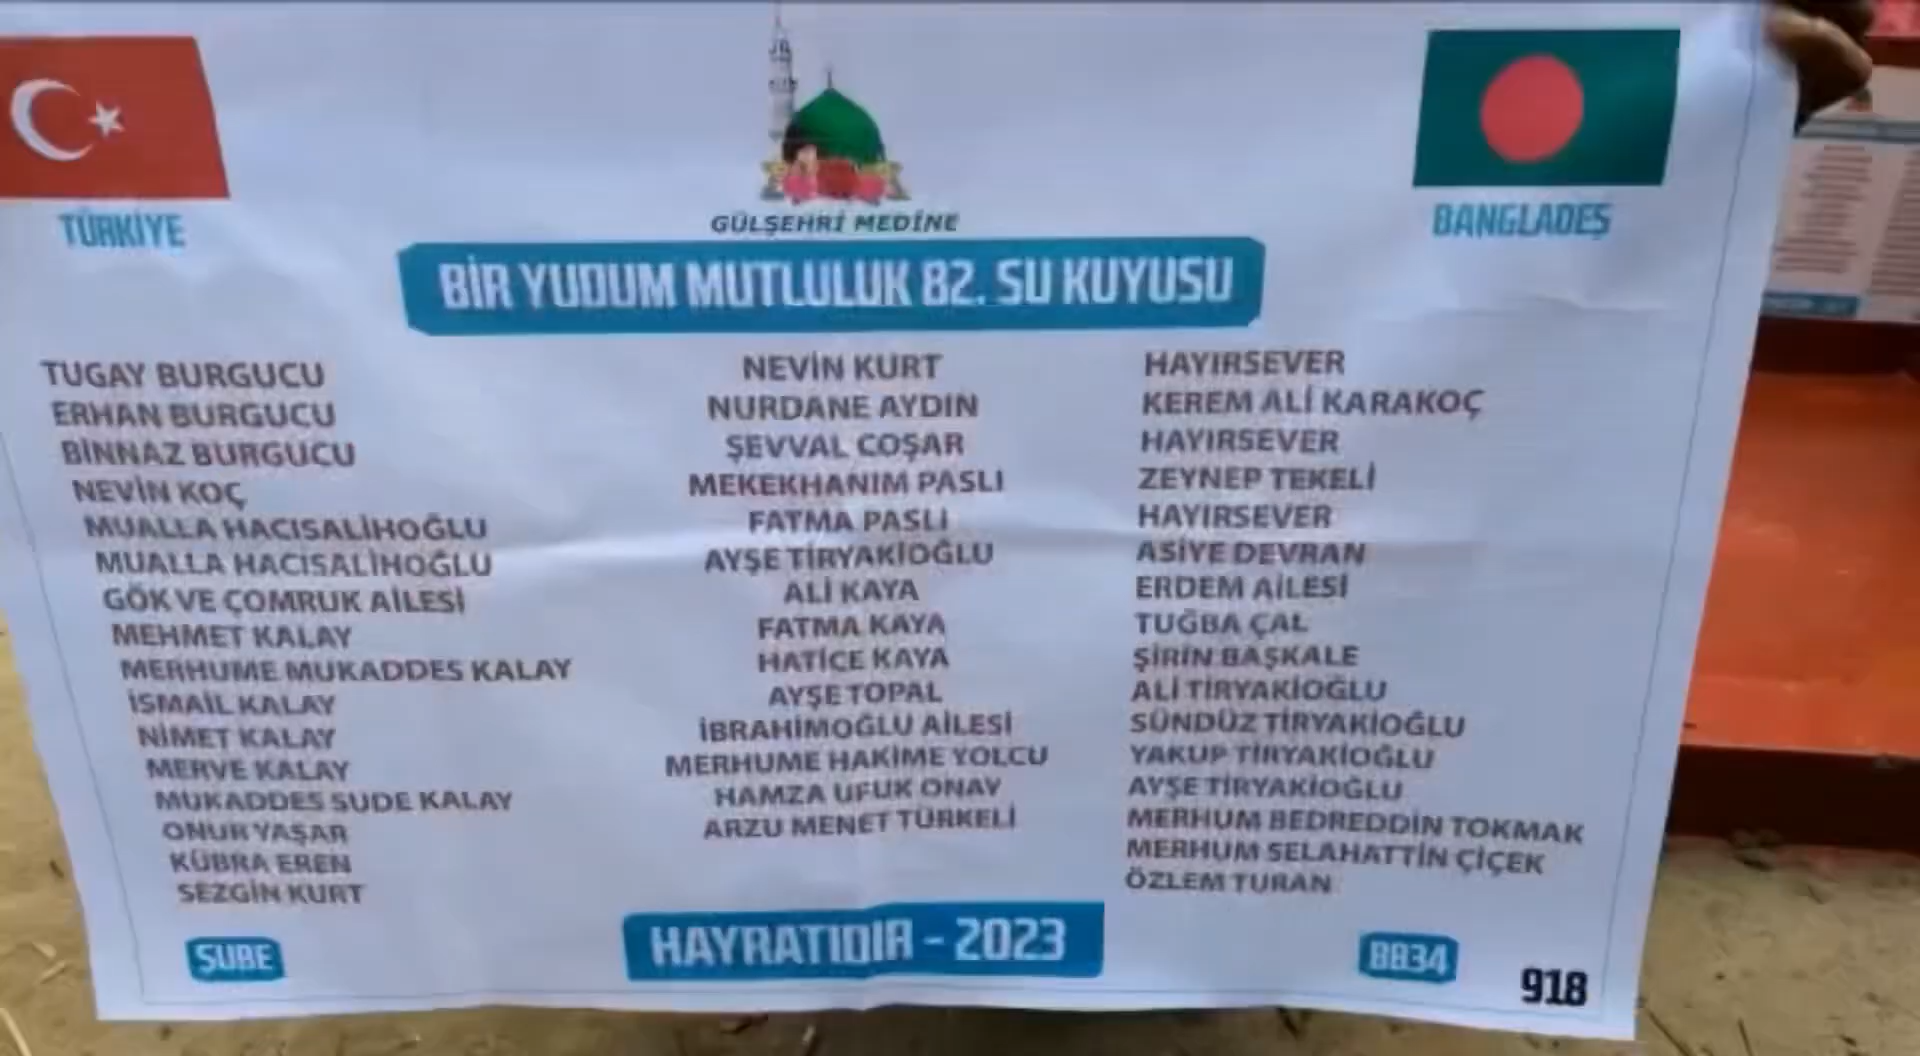 TÜRKİYE
GÜLŞEHRİ MEDİNE
BANGLADEŞ
BİR YUDUM MUTLULUK 82. SU KUYUSU
TUGAY BURGUCU
ERHAN BURGUCU
BİNNAZ BURGUCU
NEVİN KOÇ
MUALLA HACISALİHOĞLU
MUALLA HACISALİHOĞLU
GÖK VE ÇOMRUK AİLESİ
MEHMET KALAY
MERHUME MUKADDES KALAY
İSMAİL KALAY
NİMET KALAY
MERVE KALAY
MUKADDES SUDE KALAY
ONUR YAŞAR
KÜBRA EREN
SEZGİN KURT
NEVİN KURT
NURDANE AYDIN
ŞEVVAL COŞAR
MEKEKHANIM PASLI
FATMA PASLI
AYŞE TİRYAKİOĞLU
ALİ KAYA
FATMA KAYA
HATİCE KAYA
AYŞE TOPAL
İBRAHİMOĞLU AİLESİ
MERHUME HAKİME YOLCU
HAMZA UFUK ONAY
ARZU MENET TÜRKELİ
HAYIRSEVER
KEREM ALİ KARAKOÇ
HAYIRSEVER
ZEYNEP TEKELİ
HAYIRSEVER
ASİYE DEVRAN
ERDEM AİLESİ
TUĞBA ÇAL
ŞİRİN BAŞKALE
ALİ TİRYAKİOĞLU
SÜNDÜZ TİRYAKİOĞLU
YAKUP TİRYAKİOĞLU
AYŞE TİRYAKİOĞLU
MERHUM BEDREDDİN TOKMAK
MERHUM SELAHATTİN ÇİÇEK
ÖZLEM TURAN
ŞUBE
HAYRATIDIR - 2023
BB34
918